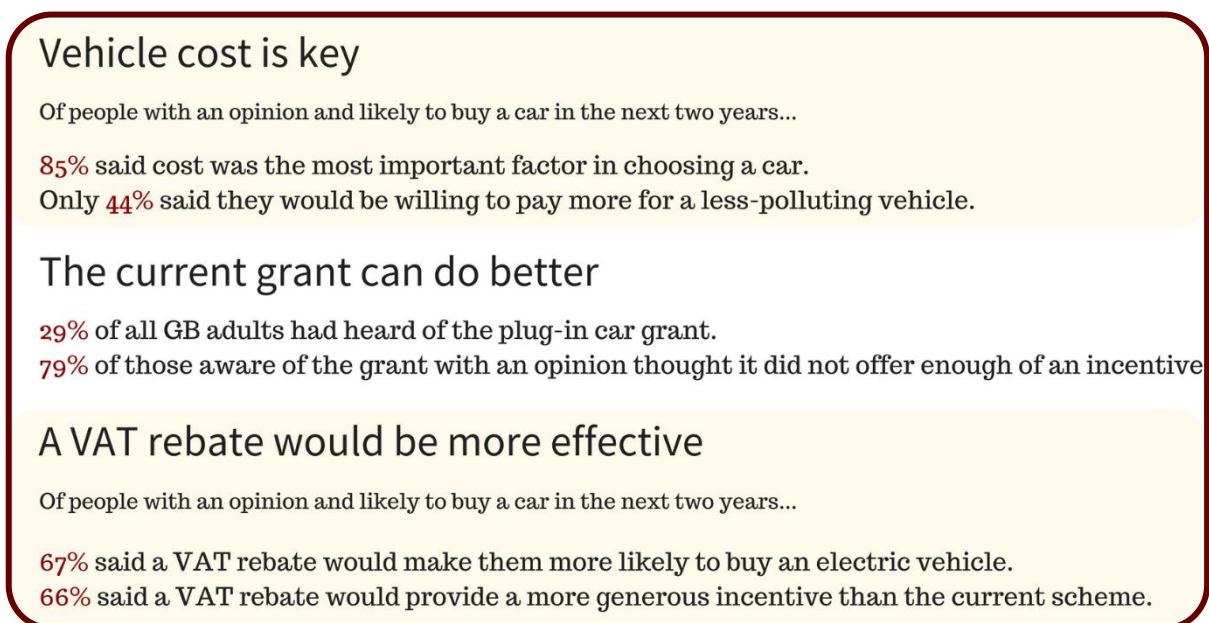 Vehicle cost is key
Of people with an opinion and likely to buy a car in the next two years...
85% said cost was the most important factor in choosing a car.
Only 44% said they would be willing to pay more for a less-polluting vehicle.
The current grant can do better
29% of all GB adults had heard of the plug-in car grant.
79% of those aware of the grant with an opinion thought it did not offer enough of an incentive
A VAT rebate would be more effective
Of people with an opinion and likely to buy a car in the next two years...
67% said a VAT rebate would make them more likely to buy an electric vehicle.
66% said a VAT rebate would provide a more generous incentive than the current scheme.